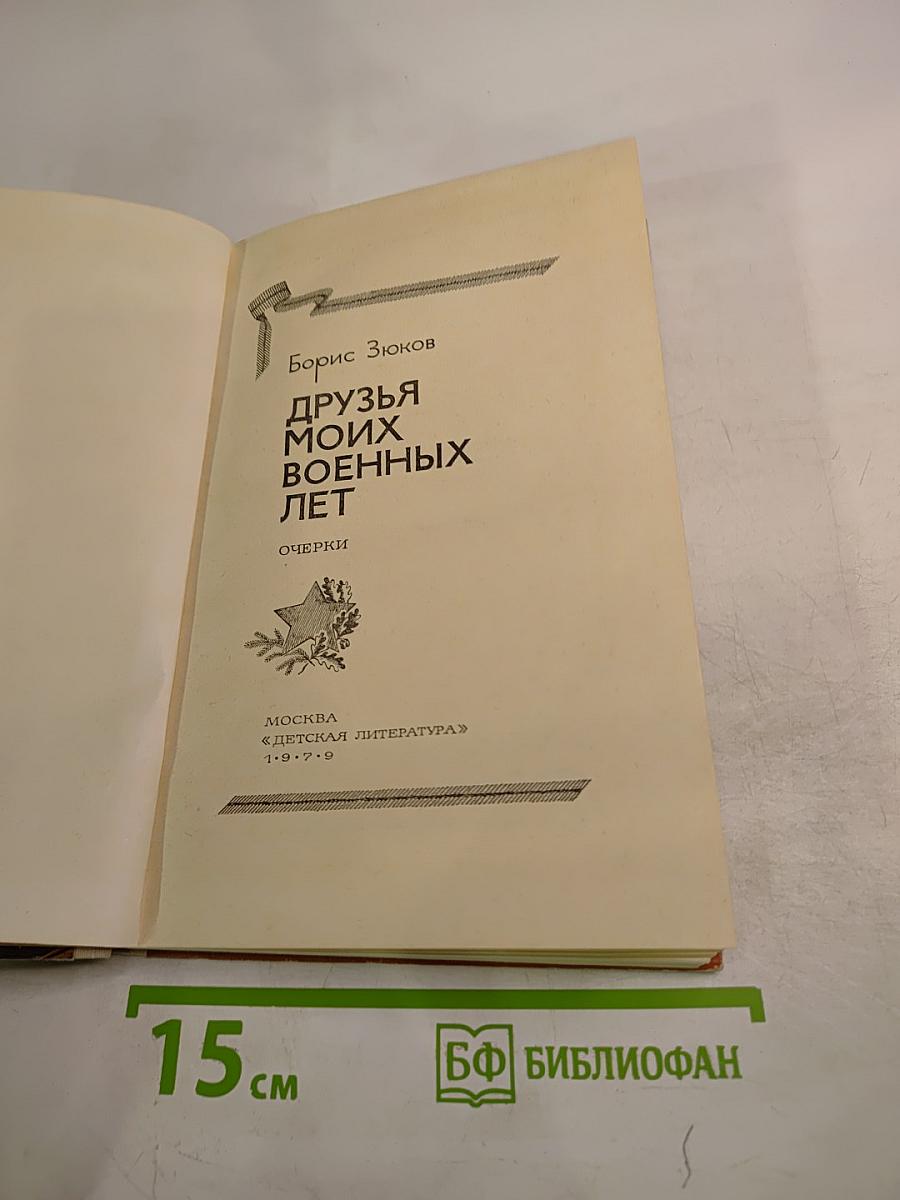 Борис Зюков
ДРУЗЬЯ
МОИХ
ВОЕННЫХ
ЛЕТ
ОЧЕРКИ
МОСКВА
«ДЕТСКАЯ ЛИТЕРАТУРА»
1·9·7·9
15 см
БФ БИБЛИОФАН